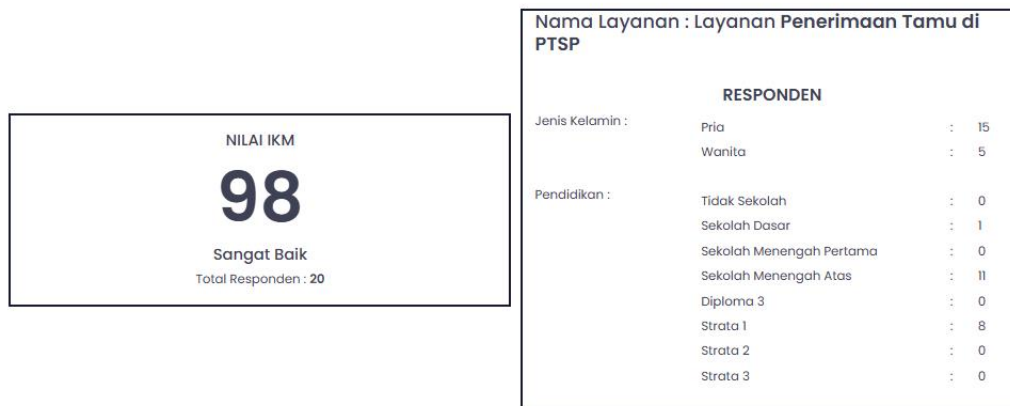 NILAI IKM
98
Sangat Baik
Total Responden : 20
Nama Layanan : Layanan Penerimaan Tamu di
PTSP
RESPONDEN
Jenis Kelamin :
Pria : 15
Wanita : 5
Pendidikan :
Tidak Sekolah : 0
Sekolah Dasar : 1
Sekolah Menengah Pertama : 0
Sekolah Menengah Atas : 11
Diploma 3 : 0
Strata 1 : 8
Strata 2 : 0
Strata 3 : 0